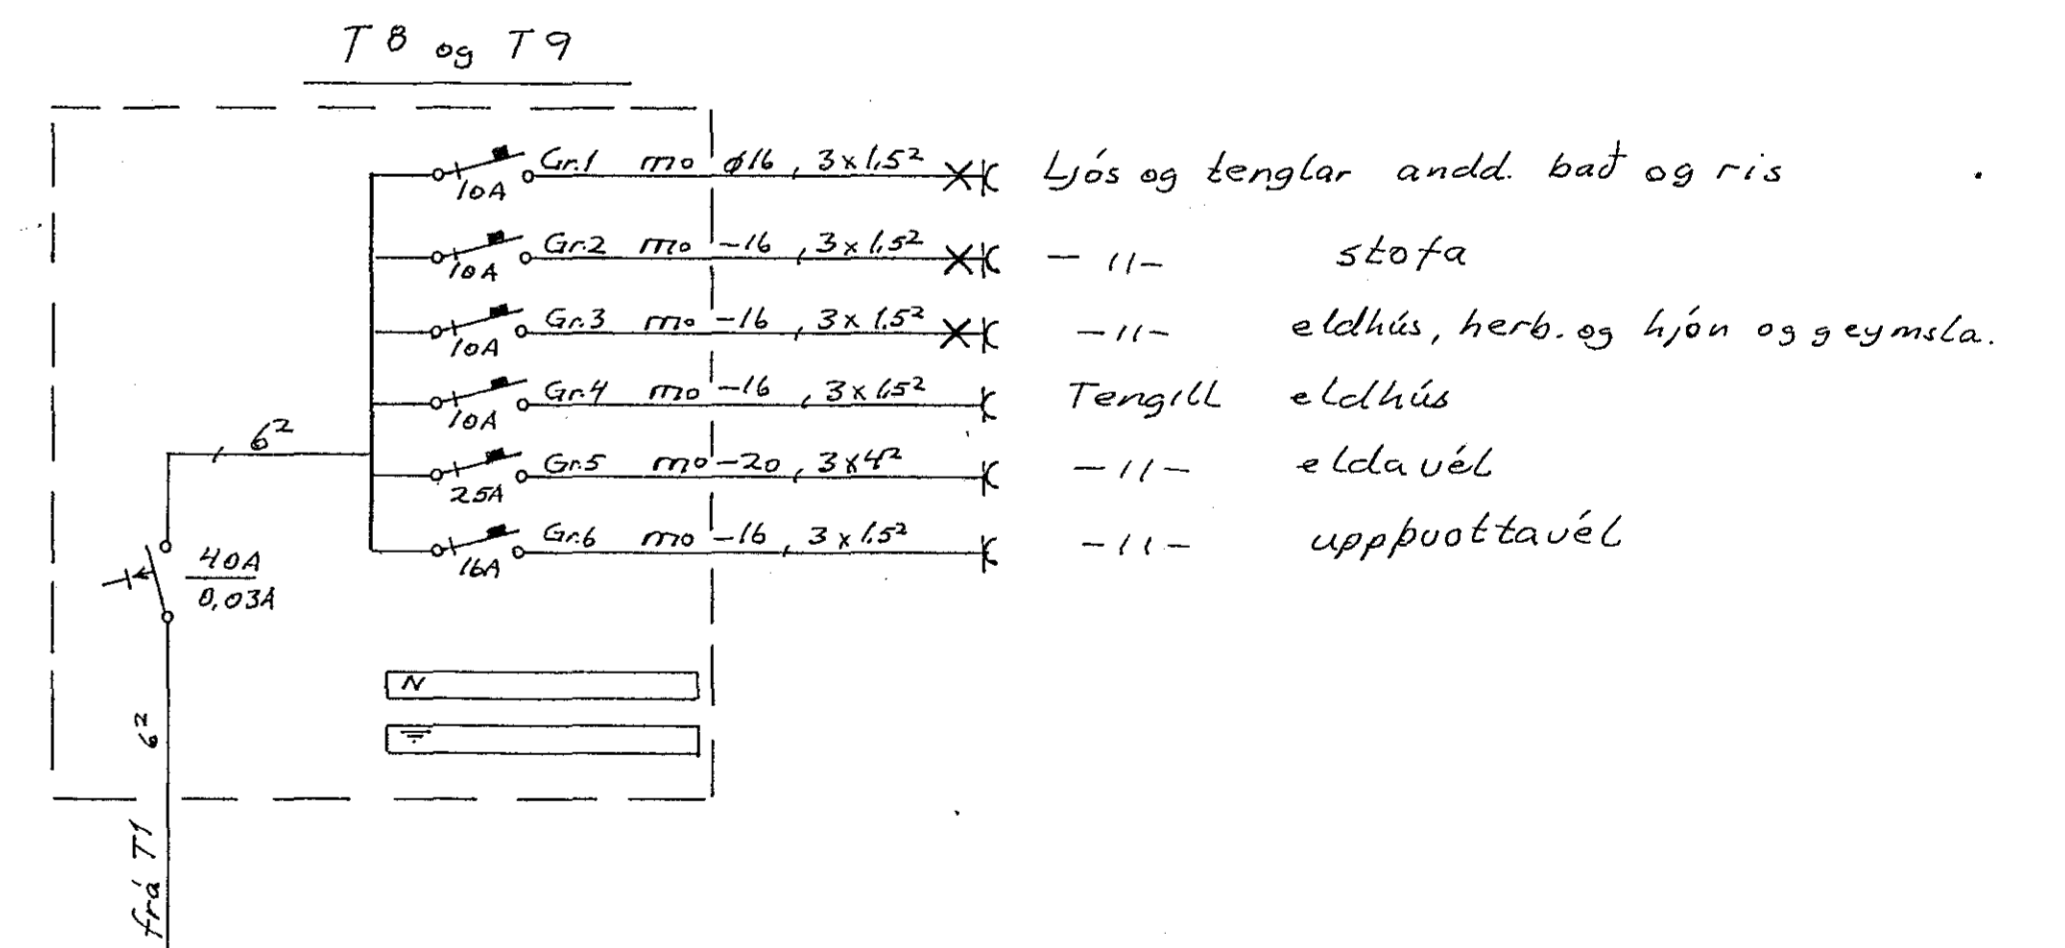 T8 og T9
Gr.1 mo ø16, 3x1,5² Ljós og tenglar andd. bað og ris
10A
Gr.2 mo -16, 3x1,5² -11- stofa
10A
Gr.3 mo -16, 3x1,5² -11- eldhús, herb. og hjón og geymsla.
10A
Gr.4 mo -16, 3x1,5² Tengill eldhús
10A
6²
Gr.5 mo -20, 3x4² -11- eldavél
25A
Gr.6 mo -16, 3x1,5² -11- uppþvottavél
16A
40A
0,03A
N
6²
frá T1